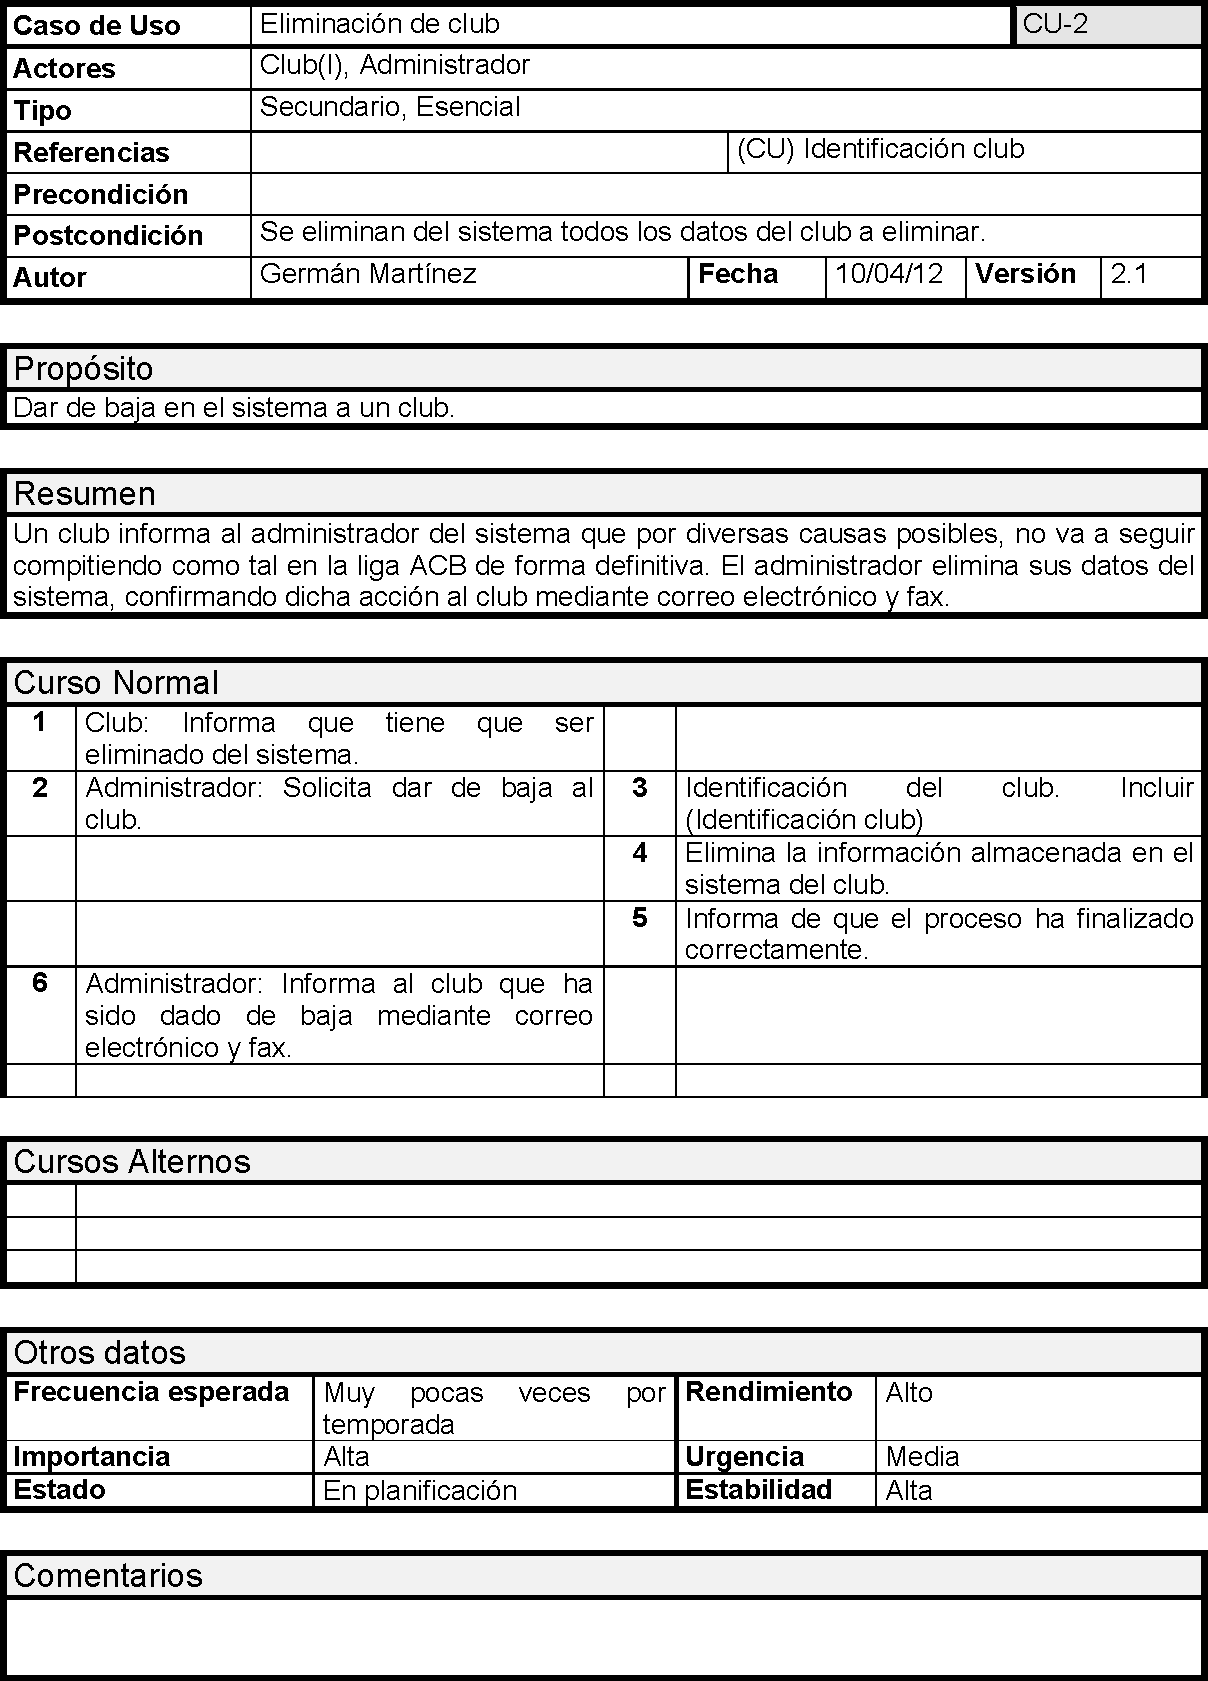 Caso de Uso Eliminación de club CU-2
Actores Club(I), Administrador
Tipo Secundario, Esencial
Referencias (CU) Identificación club
Precondición
Postcondición Se eliminan del sistema todos los datos del club a eliminar.
Autor Germán Martínez Fecha 10/04/12 Versión 2.1
Propósito
Dar de baja en el sistema a un club.
Resumen
Un club informa al administrador del sistema que por diversas causas posibles, no va a seguir
compitiendo como tal en la liga ACB de forma definitiva. El administrador elimina sus datos del
sistema, confirmando dicha acción al club mediante correo electrónico y fax.
Curso Normal
1 Club: Informa que tiene que ser
eliminado del sistema.
2 Administrador: Solicita dar de baja al
club.
3 Identificación del club. Incluir
(Identificación club)
4 Elimina la información almacenada en el
sistema del club.
5 Informa de que el proceso ha finalizado
correctamente.
6 Administrador: Informa al club que ha
sido dado de baja mediante correo
electrónico y fax.
Cursos Alternos
Otros datos
Frecuencia esperada Muy pocas veces por
temporada
Rendimiento Alto
Importancia Alta Urgencia Media
Estado En planificación Estabilidad Alta
Comentarios